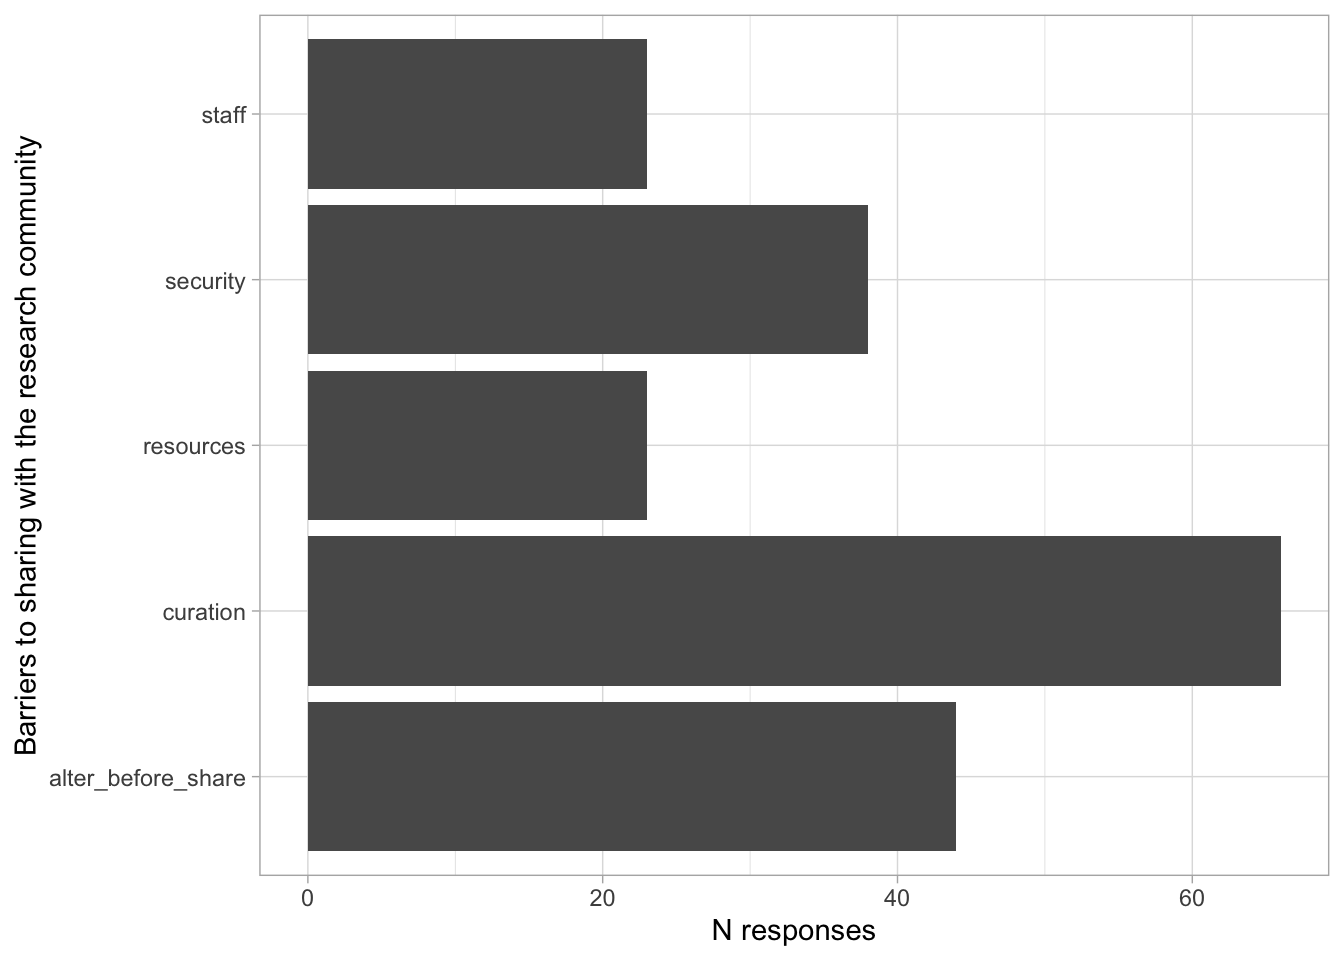 Barriers to sharing with the research community
staff
security
resources
curation
alter_before_share
0 20 40 60
N responses